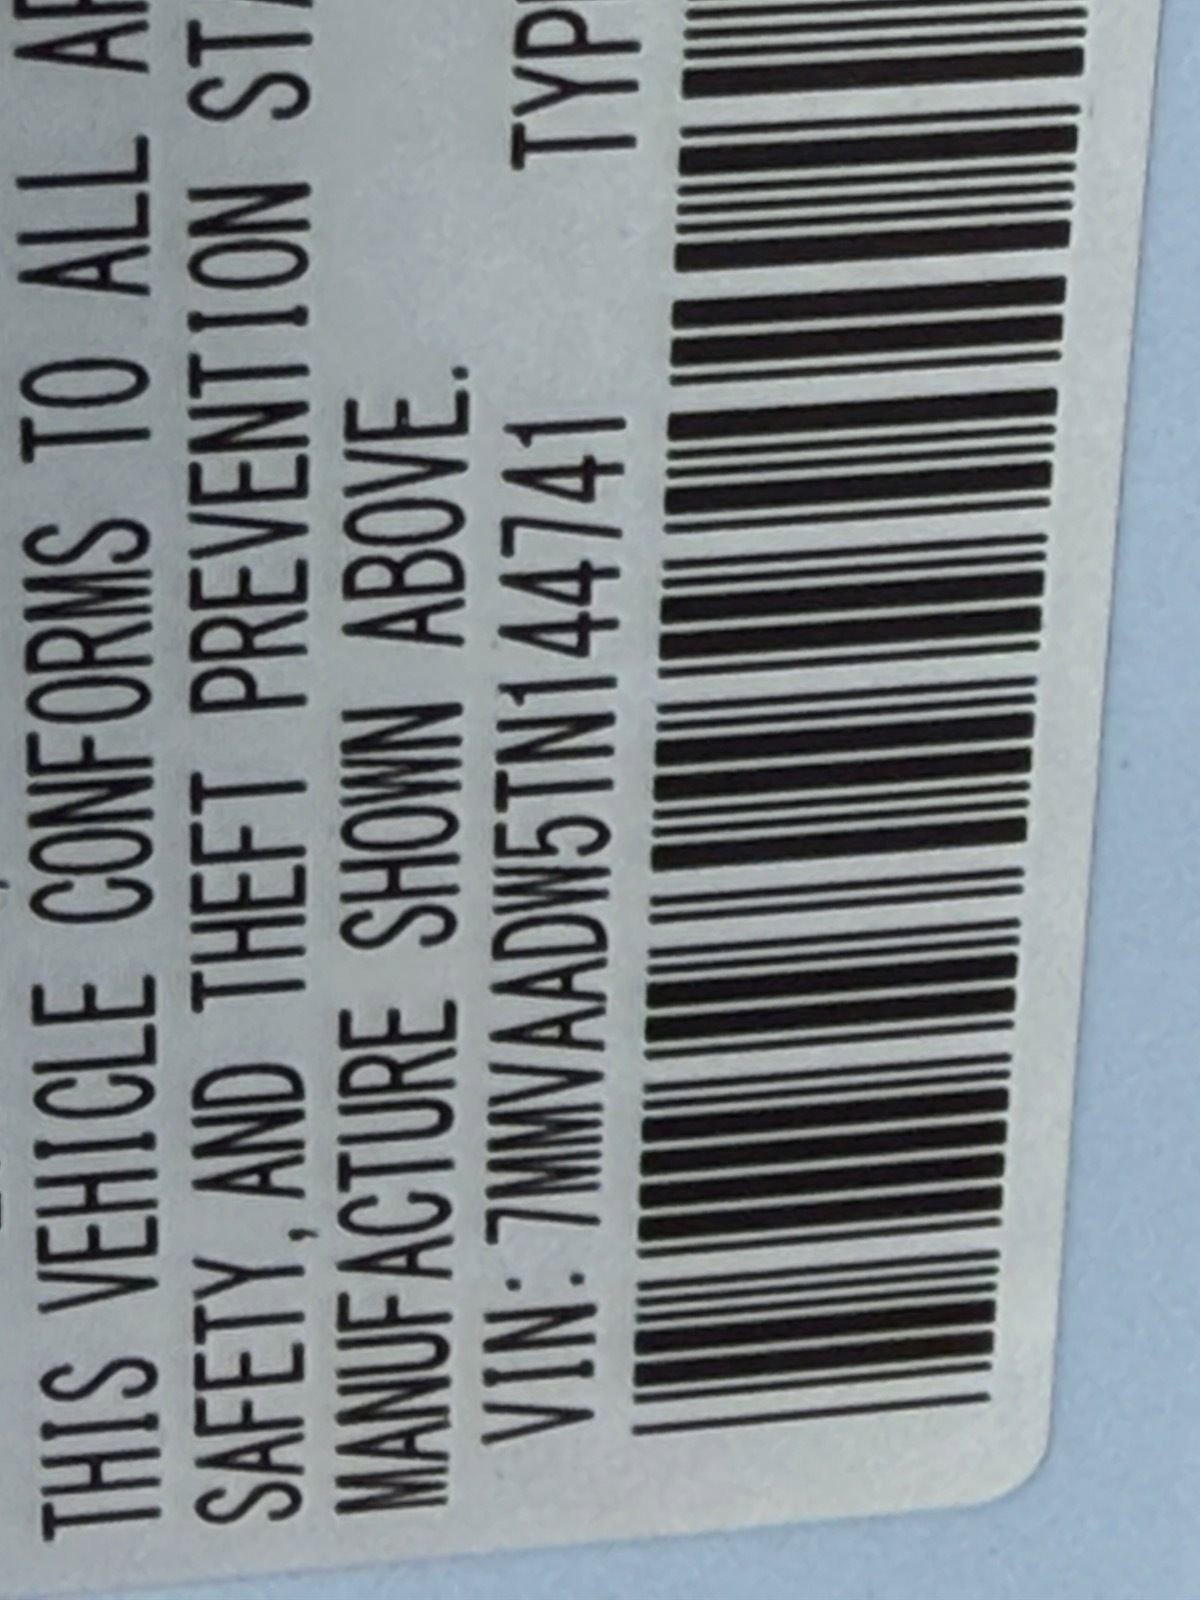 THIS VEHICLE CONFORMS TO ALL
SAFETY, AND THEFT PREVENTION
MANUFACTURE SHOWN ABOVE.
VIN:7MMVAADW5TN144741